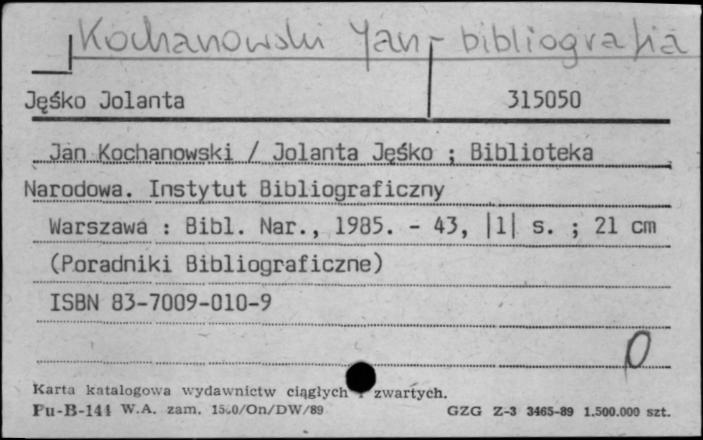 Kochanowski Jan - bibliografia
Jęśko Jolanta 315050
Jan Kochanowski / Jolanta Jęśko ; Biblioteka
Narodowa. Instytut Bibliograficzny
Warszawa : Bibl. Nar., 1985. - 43, |1| s. ; 21 cm
(Poradniki Bibliograficzne)
ISBN 83-7009-010-9
0
Karta katalogowa wydawnictw ciągłych i zwartych.
Pu-B-144 W.A. zam. /On/DW/89 GZG Z-3 3465-89 1.500.000 szt.